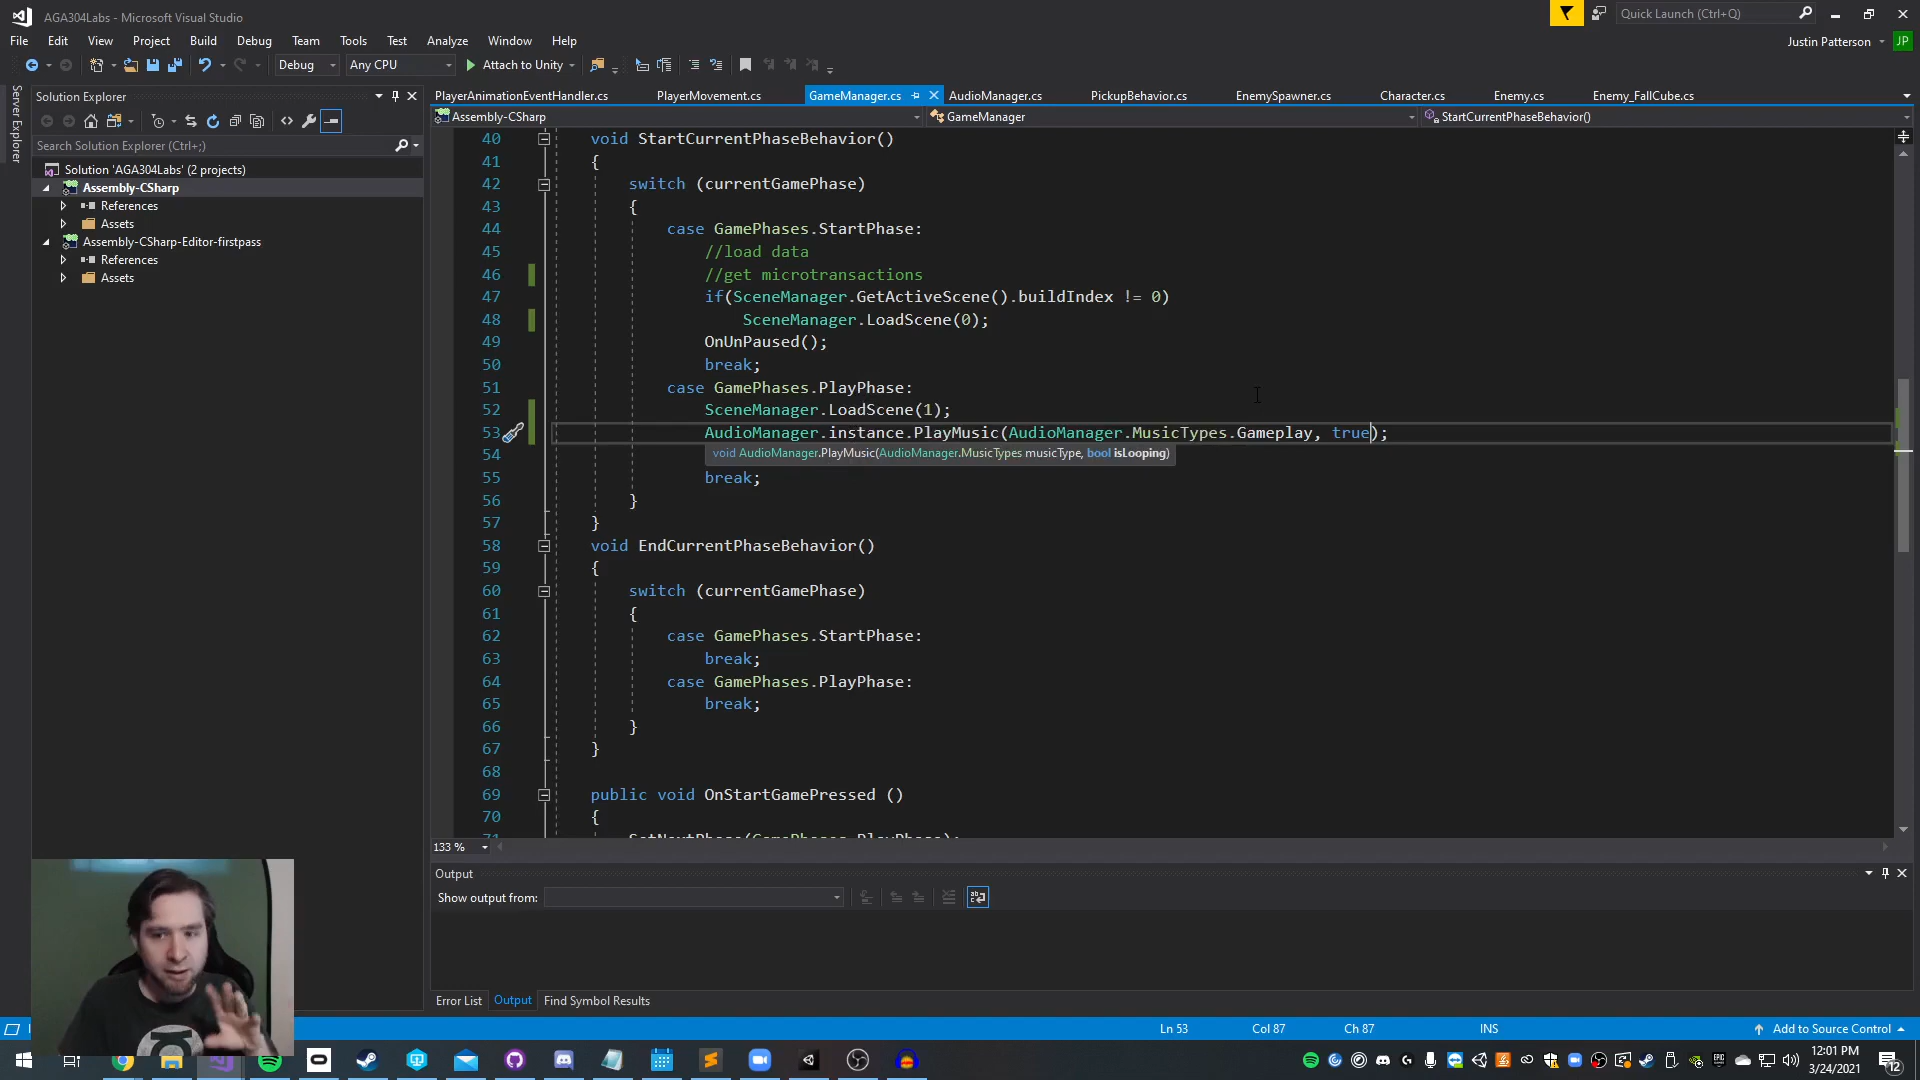 AGA304Labs - Microsoft Visual Studio
Quick Launch (Ctrl+Q)
File Edit View Project Build Debug Team Tools Test Analyze Window Help
Justin Patterson JP
Debug Any CPU Attach to Unity
Server Explorer
Solution Explorer
Search Solution Explorer (Ctrl+;)
Solution 'AGA304Labs' (2 projects)
Assembly-CSharp
References
Assets
Assembly-CSharp-Editor-firstpass
References
Assets
PlayerAnimationEventHandler.cs PlayerMovement.cs GameManager.cs AudioManager.cs PickupBehavior.cs EnemySpawner.cs Character.cs Enemy.cs Enemy_FallCube.cs
Assembly-CSharp GameManager StartCurrentPhaseBehavior()
40 void StartCurrentPhaseBehavior()
41 {
42 switch (currentGamePhase)
43 {
44 case GamePhases.StartPhase:
45 //load data
46 //get microtransactions
47 if(SceneManager.GetActiveScene().buildIndex != 0)
48 SceneManager.LoadScene(0);
49 OnUnPaused();
50 break;
51 case GamePhases.PlayPhase:
52 SceneManager.LoadScene(1);
53 AudioManager.instance.PlayMusic(AudioManager.MusicTypes.Gameplay, true);
54 void AudioManager.PlayMusic(AudioManager.MusicTypes musicType, bool isLooping)
55 break;
56 }
57 }
58 void EndCurrentPhaseBehavior()
59 {
60 switch (currentGamePhase)
61 {
62 case GamePhases.StartPhase:
63 break;
64 case GamePhases.PlayPhase:
65 break;
66 }
67 }
68
69 public void OnStartGamePressed ()
70 {
71 SetNextPhase(GamePhases.PlayPhase);
133 %
Output
Show output from:
Error List Output Find Symbol Results
Ln 53 Col 87 Ch 87 INS Add to Source Control
12:01 PM
3/24/2021
12